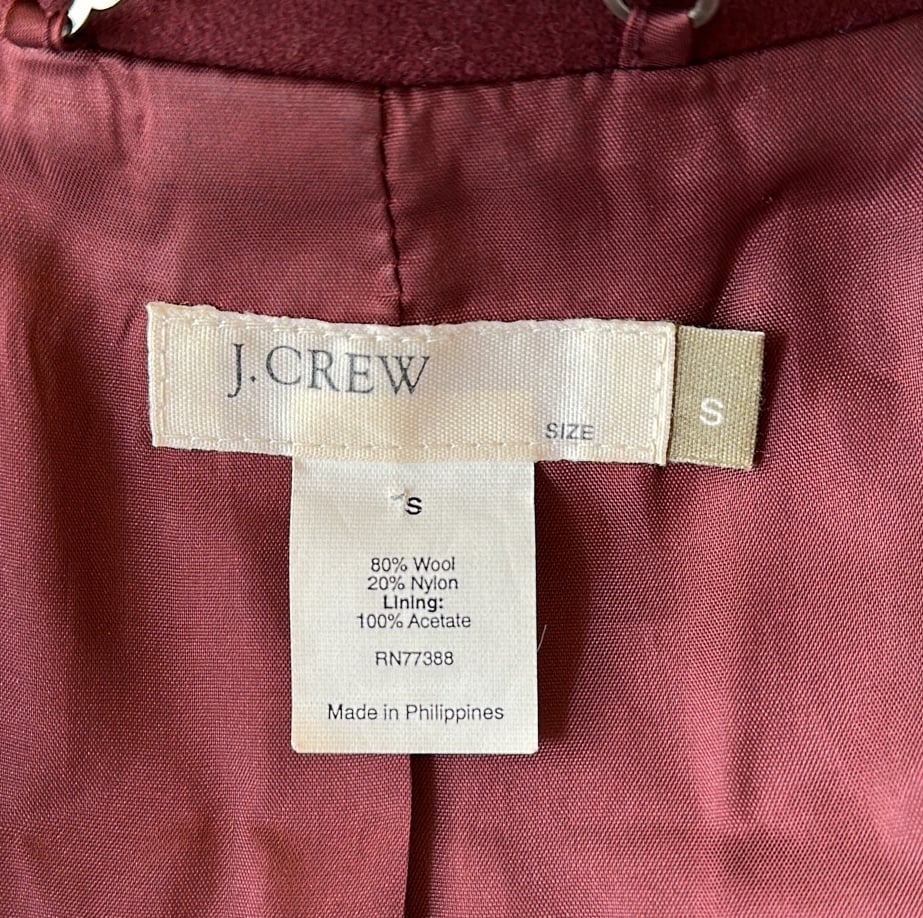 J.CREW
SIZE
S
S
80% Wool
20% Nylon
Lining:
100% Acetate
RN77388
Made in Philippines